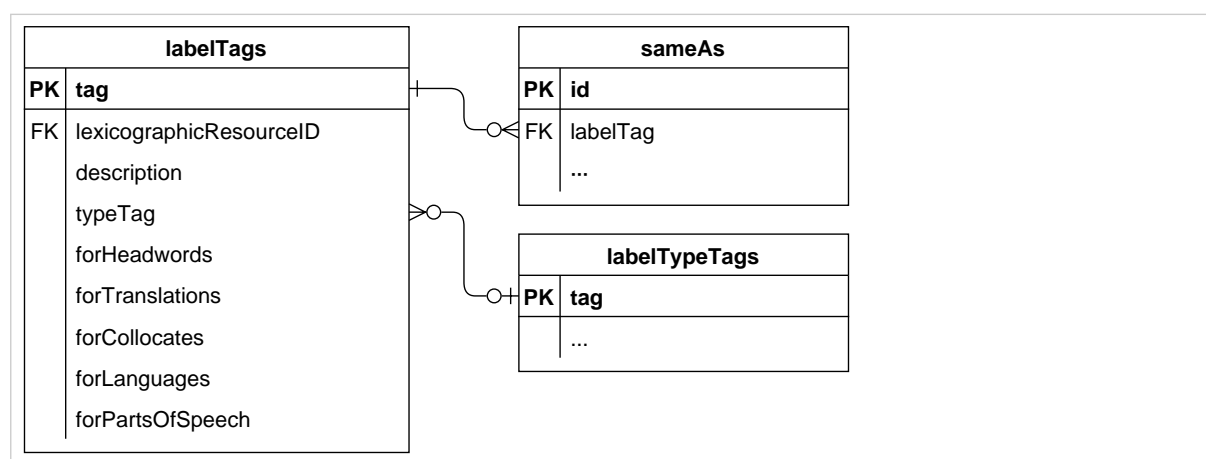 labelTags
PK tag
FK lexicographicResourceID
description
typeTag
forHeadwords
forTranslations
forCollocates
forLanguages
forPartsOfSpeech
sameAs
PK id
FK labelTag
...
labelTypeTags
PK tag
...